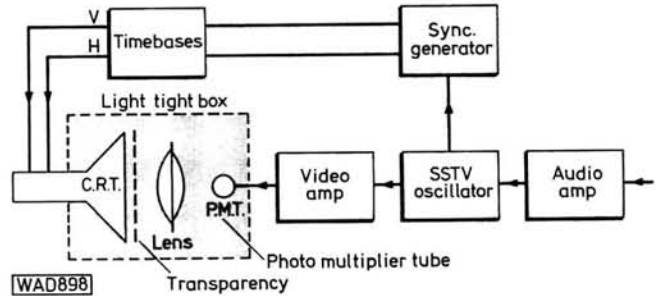 V
H
Timebases
Sync.
generator
Light tight box
C.R.T.
Lens
P.M.T.
Video
amp
SSTV
oscillator
Audio
amp
Photo multiplier tube
Transparency
WAD898